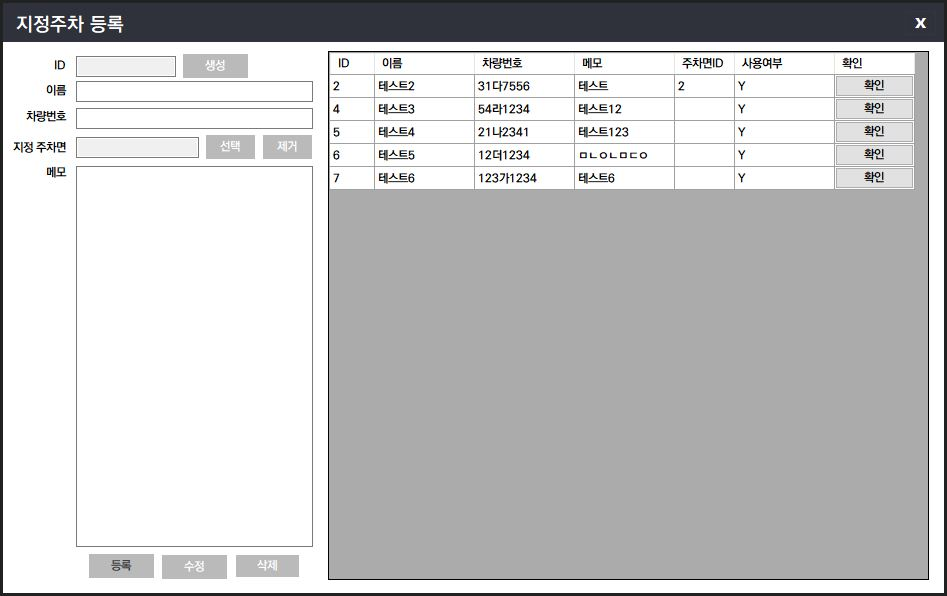 지정주차 등록 X
ID 생성
이름
차량번호
지정 주차면 선택 제거
메모
등록 수정 삭제
ID 이름 차량번호 메모 주차면ID 사용여부 확인
2 테스트2 31다7556 테스트 2 Y 확인
4 테스트3 54라1234 테스트12 Y 확인
5 테스트4 21나2341 테스트123 Y 확인
6 테스트5 12더1234 ㅁㄴㅇㄴㅁㄷㅇ Y 확인
7 테스트6 123가1234 테스트6 Y 확인